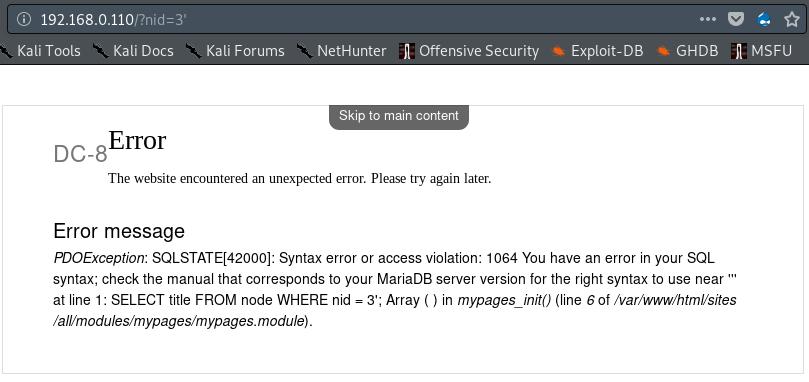 192.168.0.110/?nid=3'
Kali Tools Kali Docs Kali Forums NetHunter Offensive Security Exploit-DB GHDB MSFU
Skip to main content
DC-8
Error
The website encountered an unexpected error. Please try again later.
Error message
PDOException: SQLSTATE[42000]: Syntax error or access violation: 1064 You have an error in your SQL
syntax; check the manual that corresponds to your MariaDB server version for the right syntax to use near '''
at line 1: SELECT title FROM node WHERE nid = 3'; Array ( ) in mypages_init() (line 6 of /var/www/html/sites
/all/modules/mypages/mypages.module).